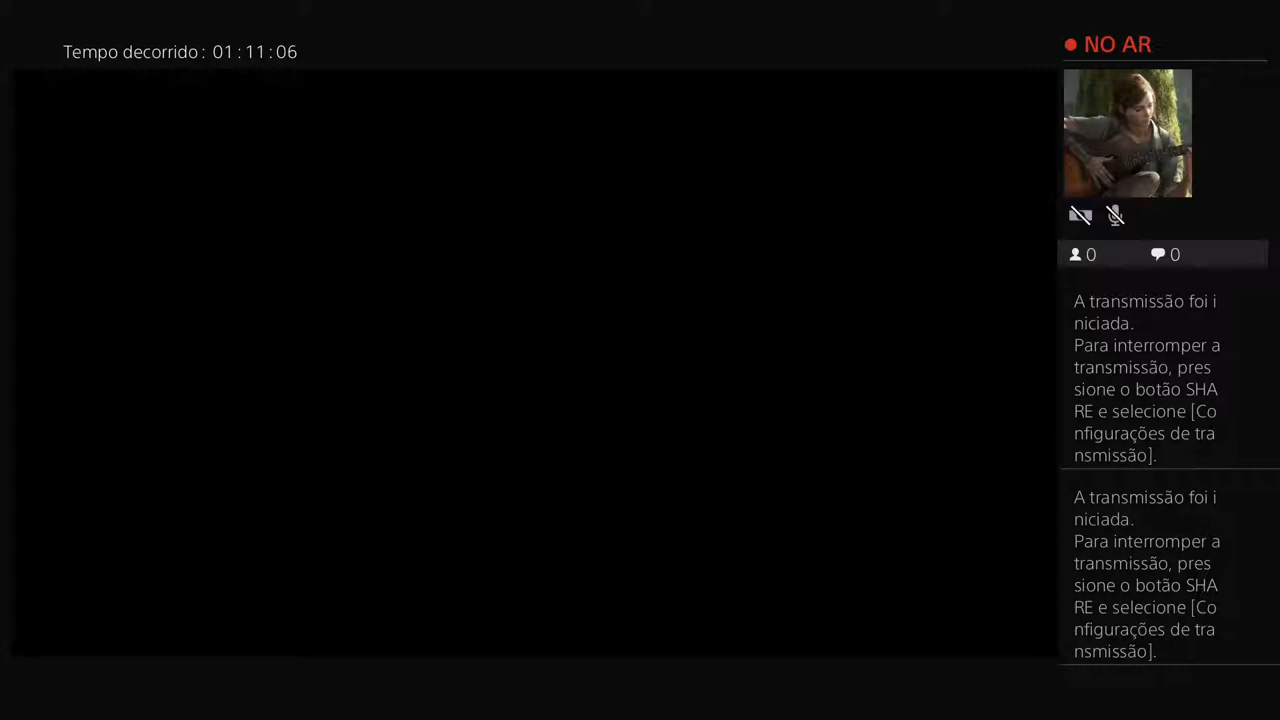 Tempo decorrido: 01:11:06
NO AR
0 0
A transmissão foi i
niciada.
Para interromper a
transmissão, pres
sione o botão SHA
RE e selecione [Co
nfigurações de tra
nsmissão].
A transmissão foi i
niciada.
Para interromper a
transmissão, pres
sione o botão SHA
RE e selecione [Co
nfigurações de tra
nsmissão].